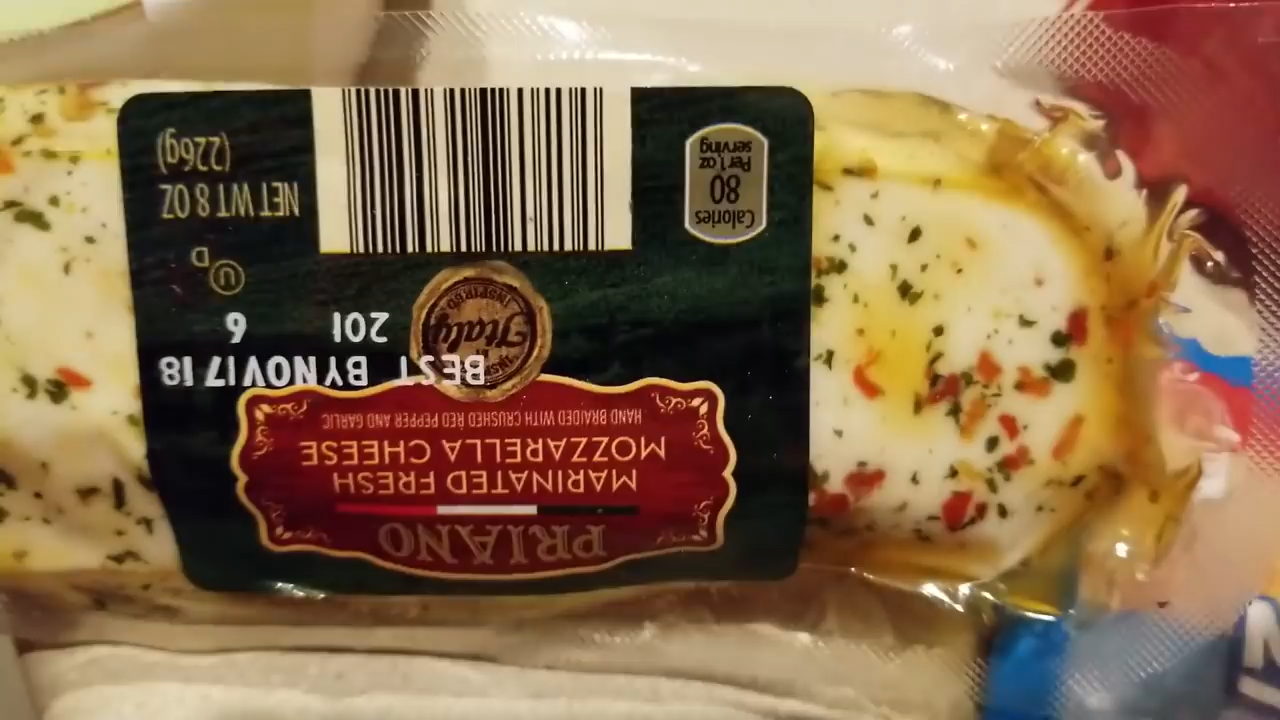 PRIANO
MARINATED FRESH
MOZZARELLA CHEESE
HAND BRAIDED WITH CRUSHED RED PEPPER AND GARLIC
BEST BY NOV 17 18
201 6
Italy
INSPIRED
U D
NET WT 8 OZ
(226g)
Calories
80
Per 1 oz
serving